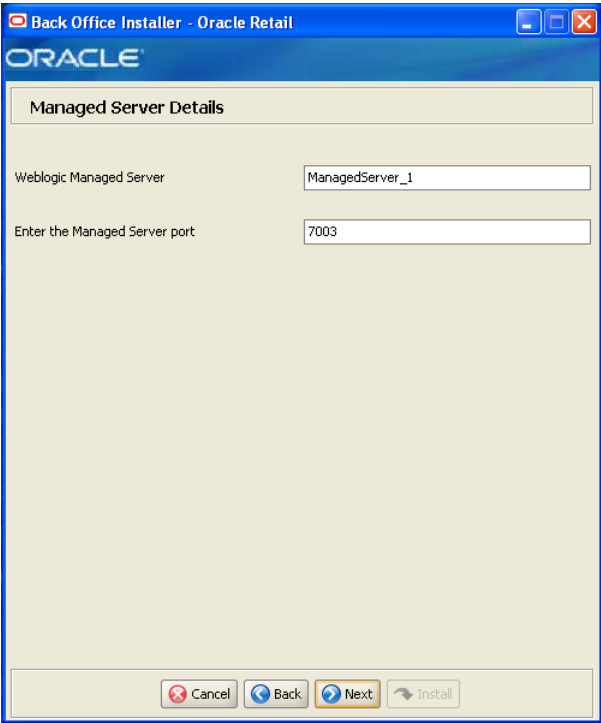 Back Office Installer - Oracle Retail
ORACLE
Managed Server Details
Weblogic Managed Server ManagedServer_1
Enter the Managed Server port 7003
Cancel Back Next Install